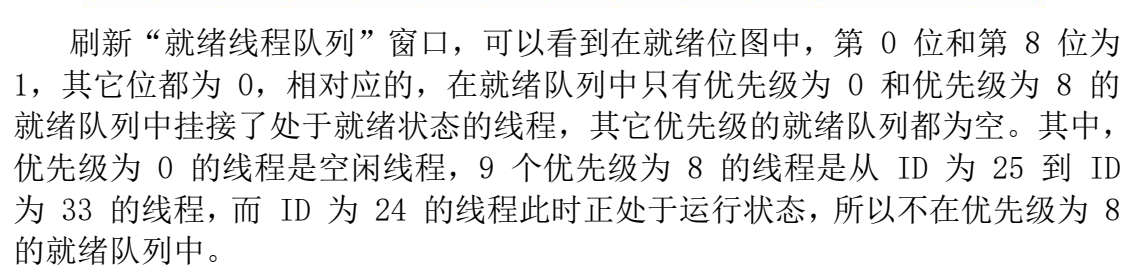 刷新“就绪线程队列”窗口，可以看到在就绪位图中，第 0 位和第 8 位为
1，其它位都为 0，相对应的，在就绪队列中只有优先级为 0 和优先级为 8 的
就绪队列中挂接了处于就绪状态的线程，其它优先级的就绪队列都为空。其中，
优先级为 0 的线程是空闲线程，9 个优先级为 8 的线程是从 ID 为 25 到 ID
为 33 的线程，而 ID 为 24 的线程此时正处于运行状态，所以不在优先级为 8
的就绪队列中。